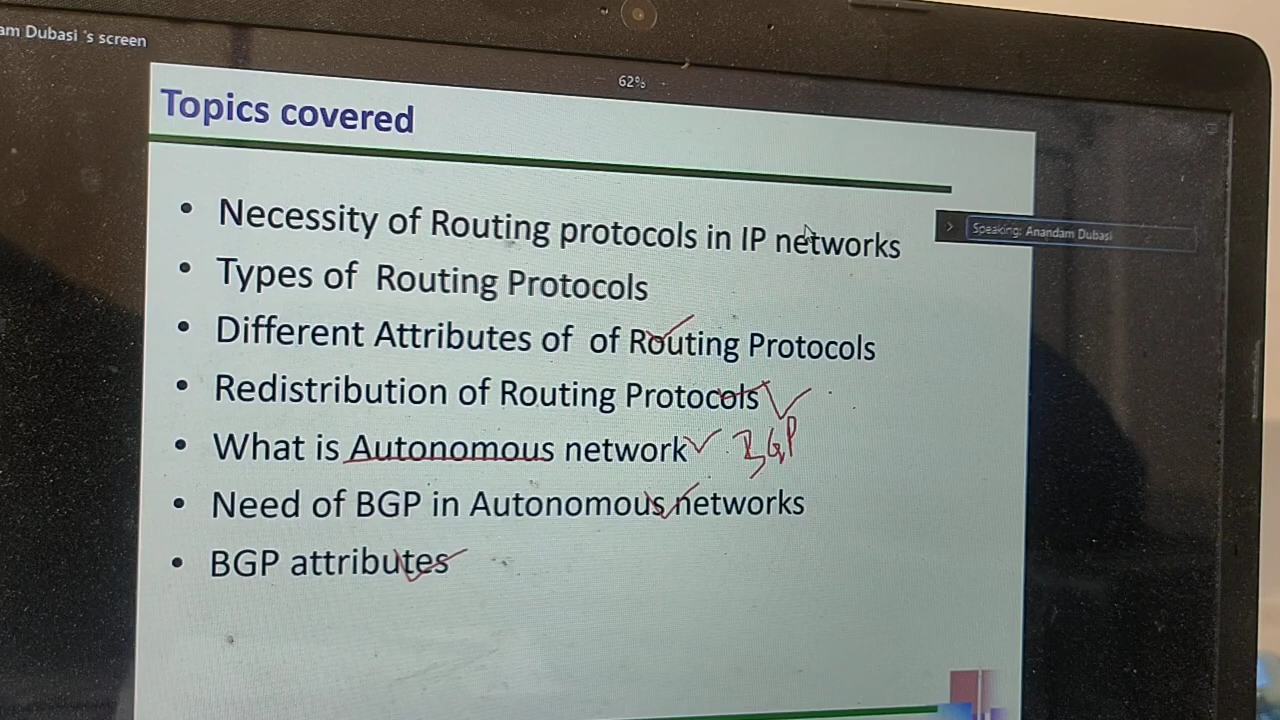 am Dubasi 's screen
62%
Topics covered
• Necessity of Routing protocols in IP networks
Speaking: Anandam Dubasi
• Types of Routing Protocols
• Different Attributes of of Routing Protocols
• Redistribution of Routing Protocols
• What is Autonomous network BGP
• Need of BGP in Autonomous networks
• BGP attributes